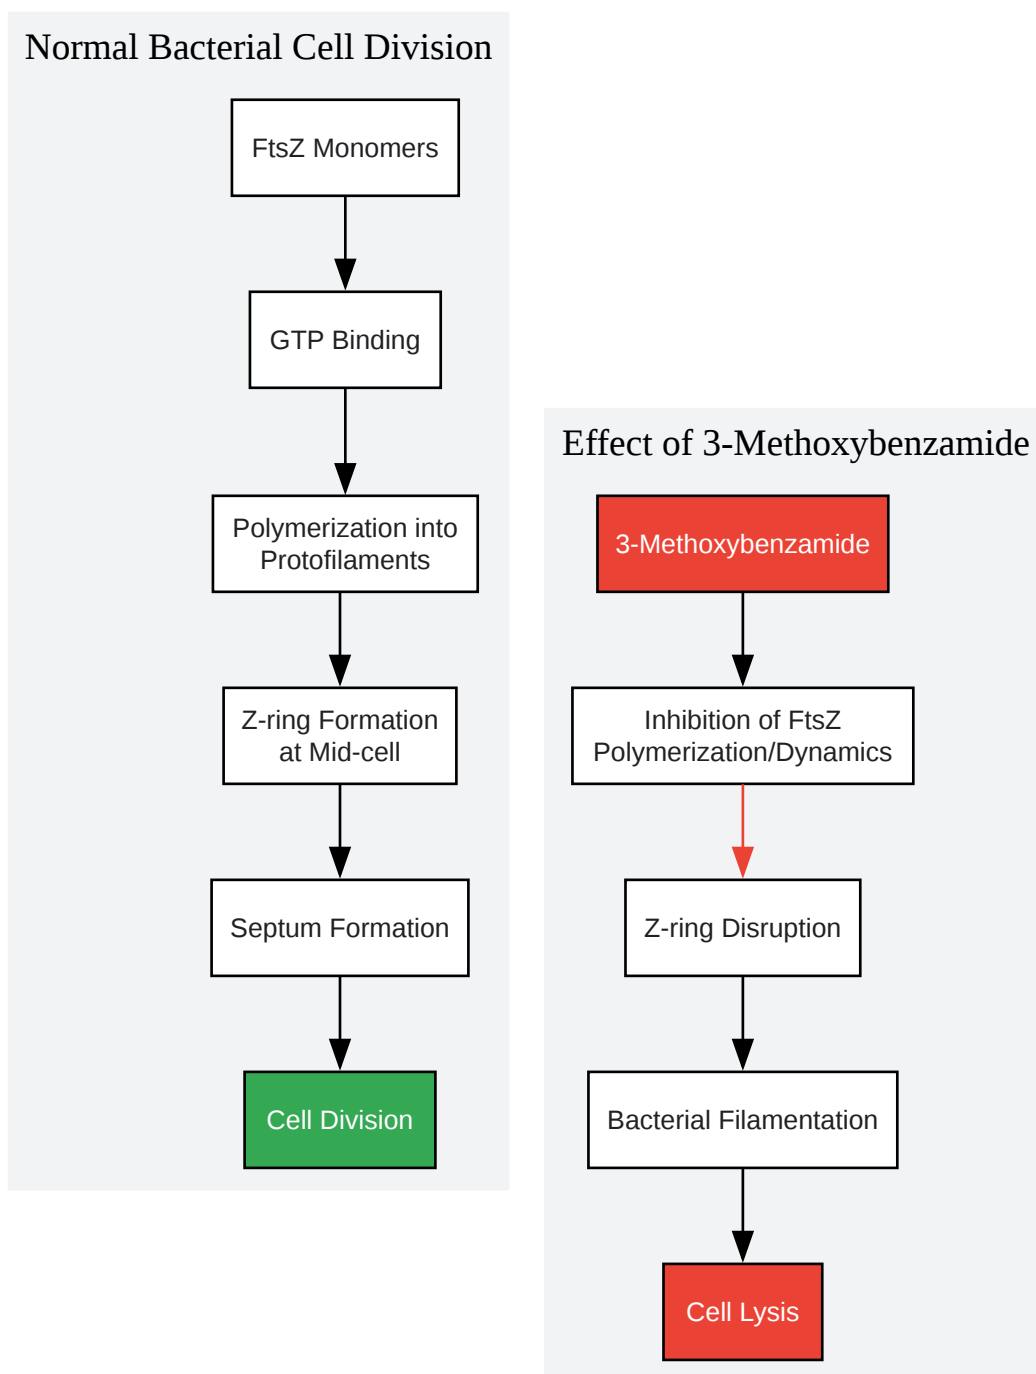 Normal Bacterial Cell Division
FtsZ Monomers
GTP Binding
Polymerization into
Protofilaments
Z-ring Formation
at Mid-cell
Septum Formation
Cell Division
Effect of 3-Methoxybenzamide
3-Methoxybenzamide
Inhibition of FtsZ
Polymerization/Dynamics
Z-ring Disruption
Bacterial Filamentation
Cell Lysis